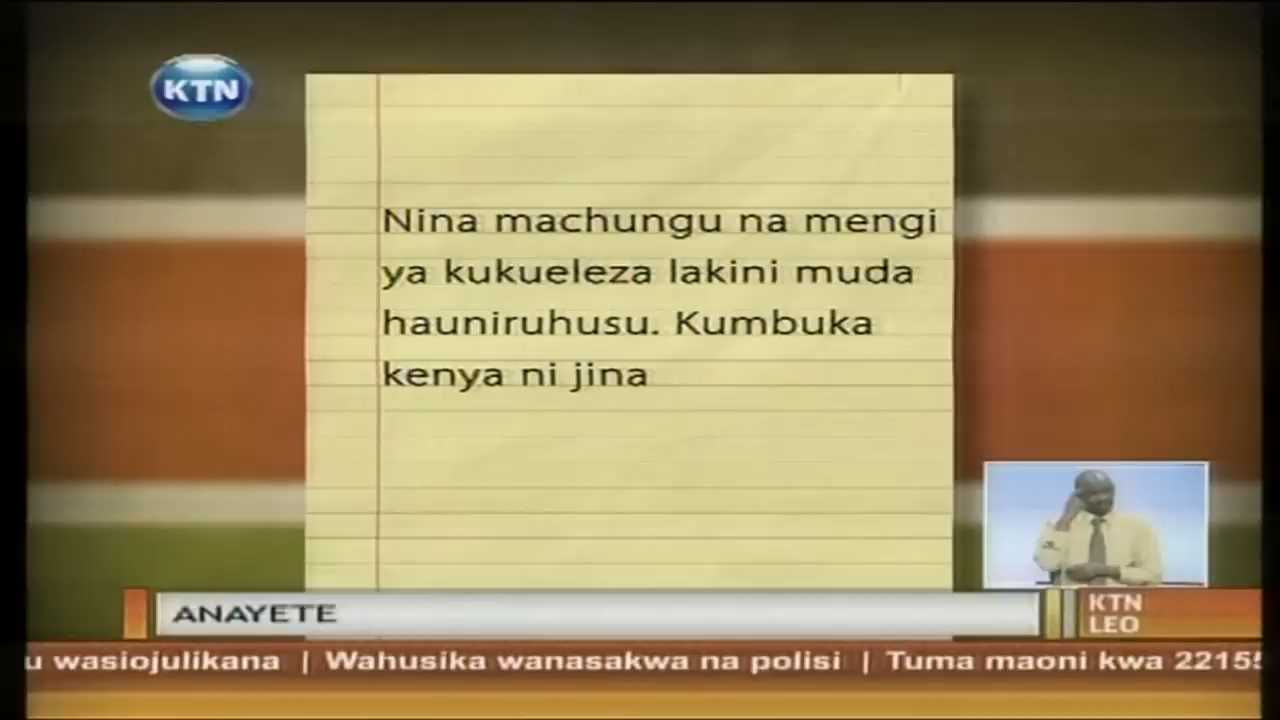 KTN
Nina machungu na mengi
ya kukueleza lakini muda
hauniruhusu. Kumbuka
kenya ni jina
ANAYETE
KTN
LEO
u wasiojulikana | Wahusika wanasakwa na polisi | Tuma maoni kwa 22155